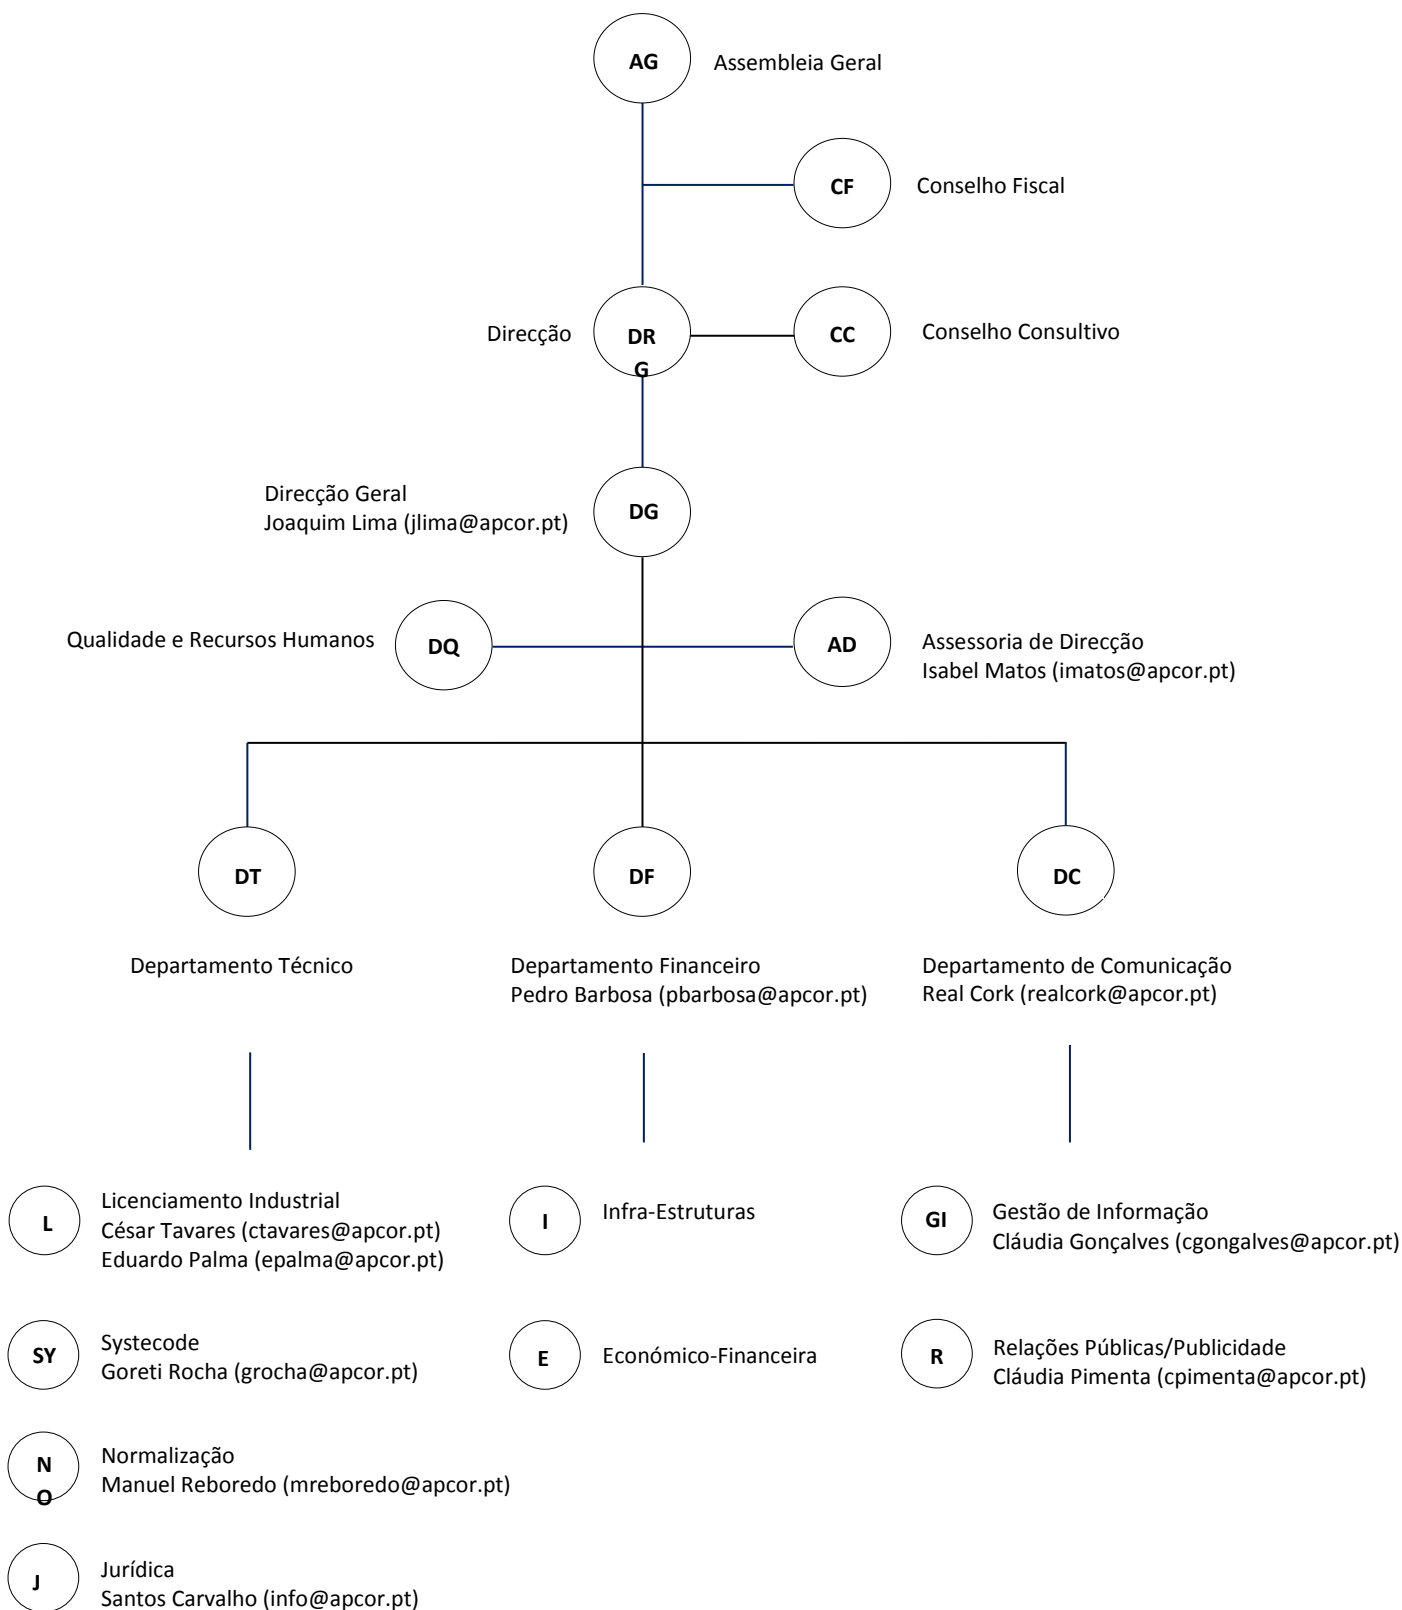 AG
Assembleia Geral
CF
Conselho Fiscal
Direcção
DR
G
CC
Conselho Consultivo
Direcção Geral
Joaquim Lima (jlima@apcor.pt)
DG
Qualidade e Recursos Humanos
DQ
AD
Assessoria de Direcção
Isabel Matos (imatos@apcor.pt)
DT
DF
DC
Departamento Técnico
Departamento Financeiro
Pedro Barbosa (pbarbosa@apcor.pt)
Departamento de Comunicação
Real Cork (realcork@apcor.pt)
L
Licenciamento Industrial
César Tavares (ctavares@apcor.pt)
Eduardo Palma (epalma@apcor.pt)
I
Infra-Estruturas
GI
Gestão de Informação
Cláudia Gonçalves (cgongalves@apcor.pt)
SY
Systecode
Goreti Rocha (grocha@apcor.pt)
E
Económico-Financeira
R
Relações Públicas/Publicidade
Cláudia Pimenta (cpimenta@apcor.pt)
N
O
Normalização
Manuel Reboredo (mreboredo@apcor.pt)
J
Jurídica
Santos Carvalho (info@apcor.pt)